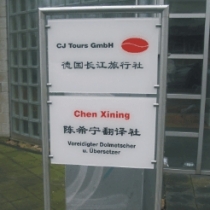 CJ Tours GmbH
德国长江旅行社
Chen Xining
陈希宁翻译社
Vereidigter Dolmetscher
u. Übersetzer